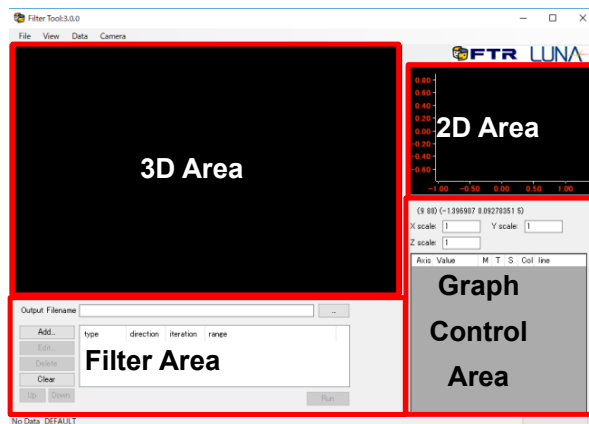 Filter Tool:3.0.0
File View Data Camera
FTR LUNA
3D Area
0.80
0.60
0.40
0.20
0.00
-0.20
-0.40
-0.60
-1.00 -0.50 0.00 0.50 1.00
2D Area
(9 88) (-1.396907 0.09278351 5)
X scale: 1 Y scale: 1
Z scale: 1
Axis Value M T S Col line
Graph
Control
Area
Output Filename ...
Add...
Edit...
Delete
Clear
Up Down
type direction iteration range
Filter Area
Run
No Data DEFAULT